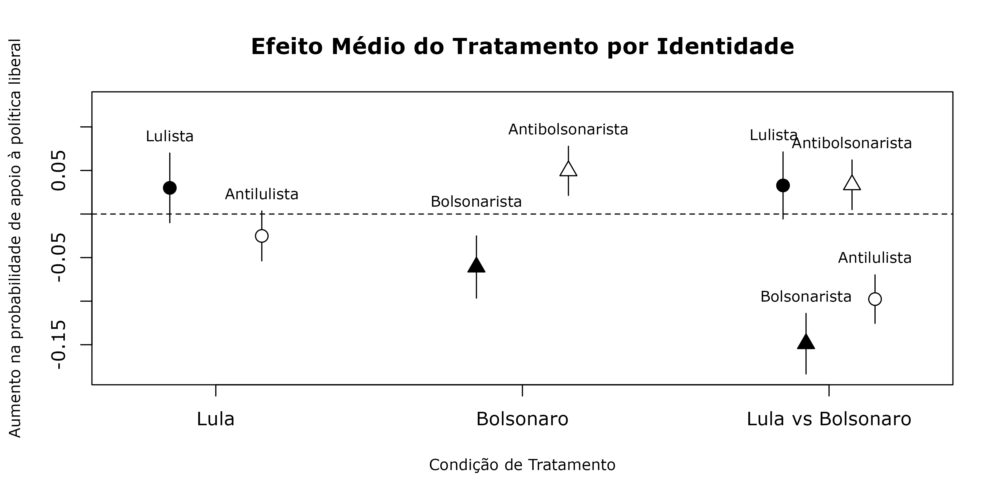 Efeito Médio do Tratamento por Identidade
Aumento na probabilidade de apoio à política liberal
0.05
-0.05
-0.15
Lulista
Antilulista
Bolsonarista
Antibolsonarista
Lulista
Antibolsonarista
Antilulista
Bolsonarista
Lula
Bolsonaro
Lula vs Bolsonaro
Condição de Tratamento